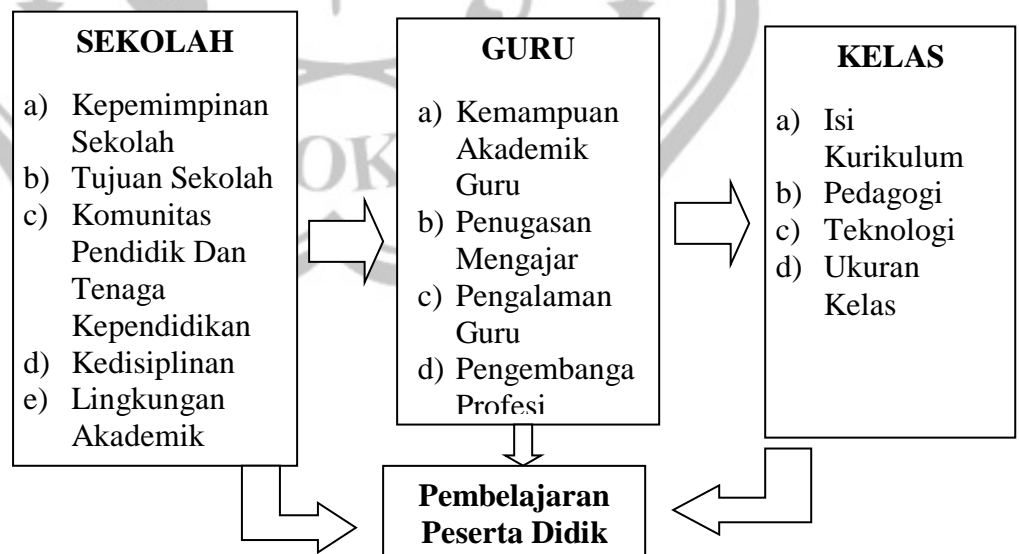 SEKOLAH
a) Kepemimpinan
Sekolah
b) Tujuan Sekolah
c) Komunitas
Pendidik Dan
Tenaga
Kependidikan
d) Kedisiplinan
e) Lingkungan
Akademik
GURU
a) Kemampuan
Akademik
Guru
b) Penugasan
Mengajar
c) Pengalaman
Guru
d) Pengembanga
Profesi
KELAS
a) Isi
Kurikulum
b) Pedagogi
c) Teknologi
d) Ukuran
Kelas
Pembelajaran
Peserta Didik